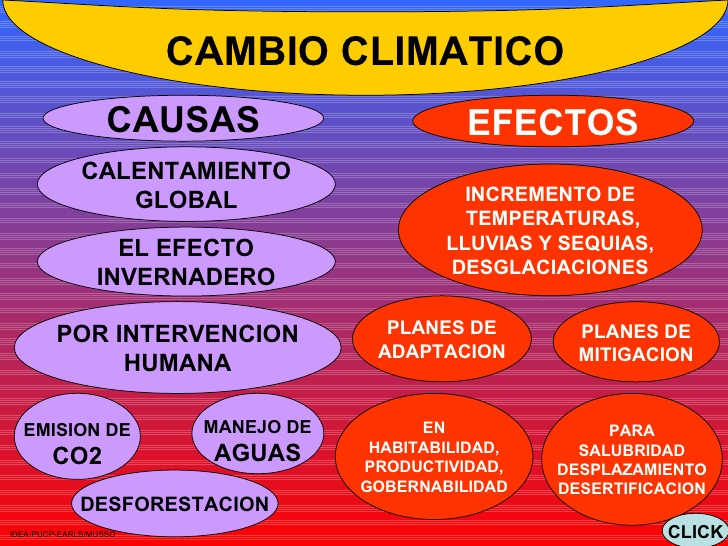 CAMBIO CLIMATICO
CAUSAS
CALENTAMIENTO
GLOBAL
EL EFECTO
INVERNADERO
POR INTERVENCION
HUMANA
EMISION DE
CO2
MANEJO DE
AGUAS
DESFORESTACION
EFECTOS
INCREMENTO DE
TEMPERATURAS,
LLUVIAS Y SEQUIAS,
DESGLACIACIONES
PLANES DE
ADAPTACION
PLANES DE
MITIGACION
EN
HABITABILIDAD,
PRODUCTIVIDAD,
GOBERNABILIDAD
PARA
SALUBRIDAD
DESPLAZAMIENTO
DESERTIFICACION
IDEA-PUCP-EARLS/MUSSO
CLICK